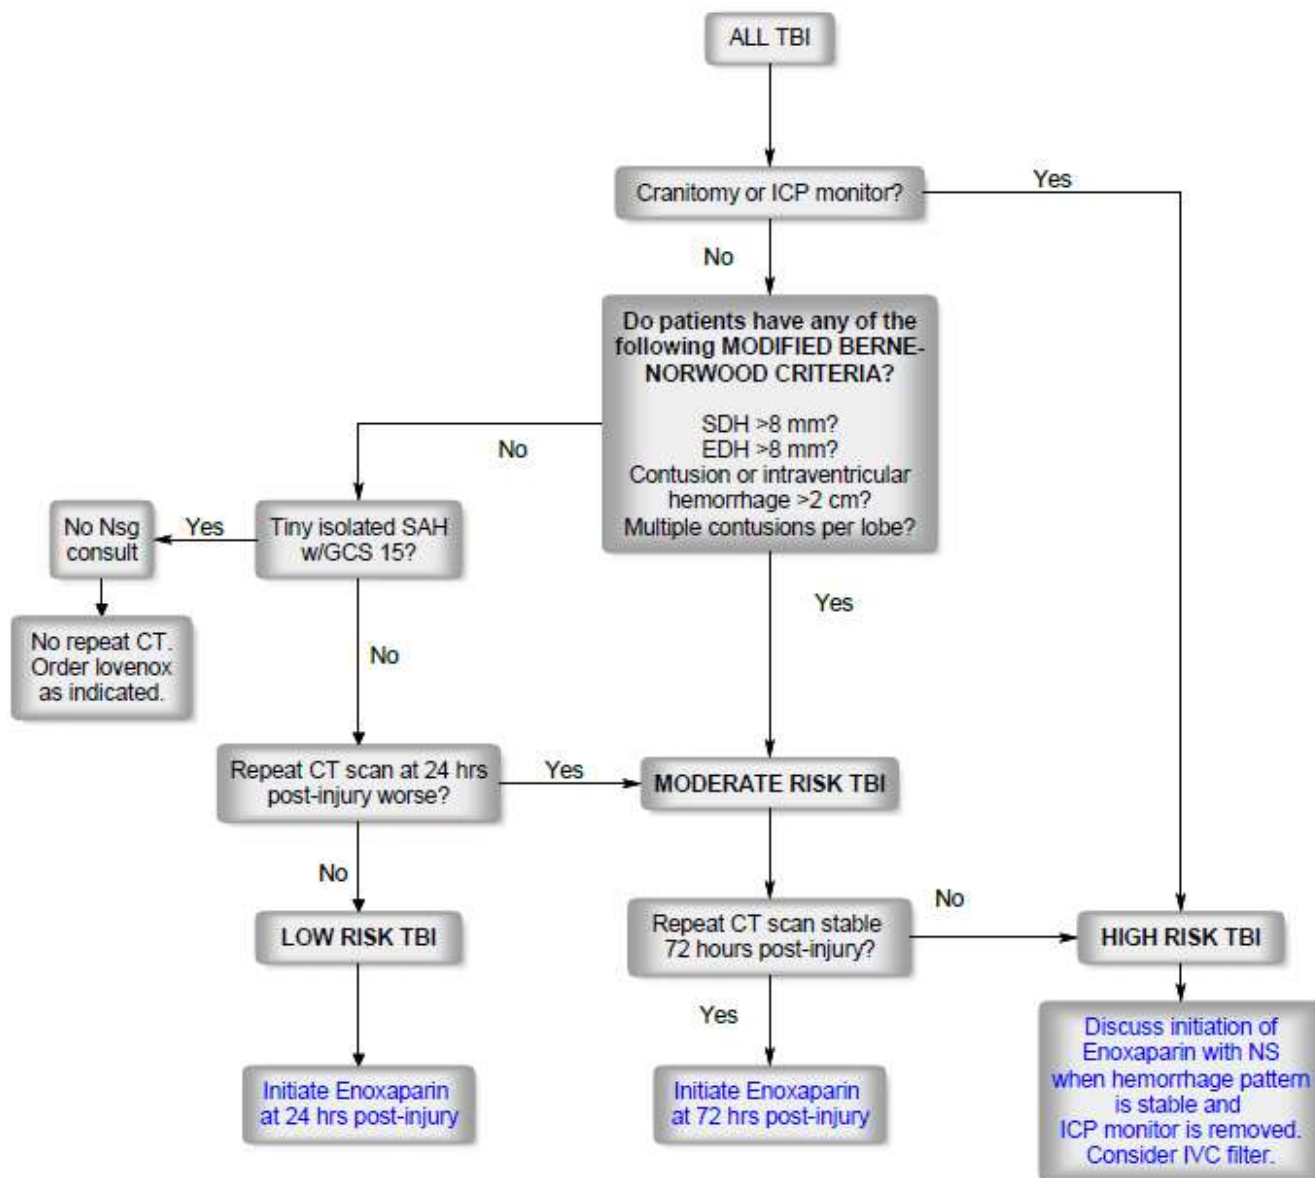 ALL TBI
Cranitomy or ICP monitor?
Yes
No
Do patients have any of the
following MODIFIED BERNE-
NORWOOD CRITERIA?
SDH >8 mm?
EDH >8 mm?
Contusion or intraventricular
hemorrhage >2 cm?
Multiple contusions per lobe?
No
Yes
Tiny isolated SAH
w/GCS 15?
Yes
No Nsg
consult
No repeat CT.
Order lovenox
as indicated.
No
Repeat CT scan at 24 hrs
post-injury worse?
Yes
MODERATE RISK TBI
No
LOW RISK TBI
Repeat CT scan stable
72 hours post-injury?
No
HIGH RISK TBI
Yes
Initiate Enoxaparin
at 24 hrs post-injury
Initiate Enoxaparin
at 72 hrs post-injury
Discuss initiation of
Enoxaparin with NS
when hemorrhage pattern
is stable and
ICP monitor is removed.
Consider IVC filter.